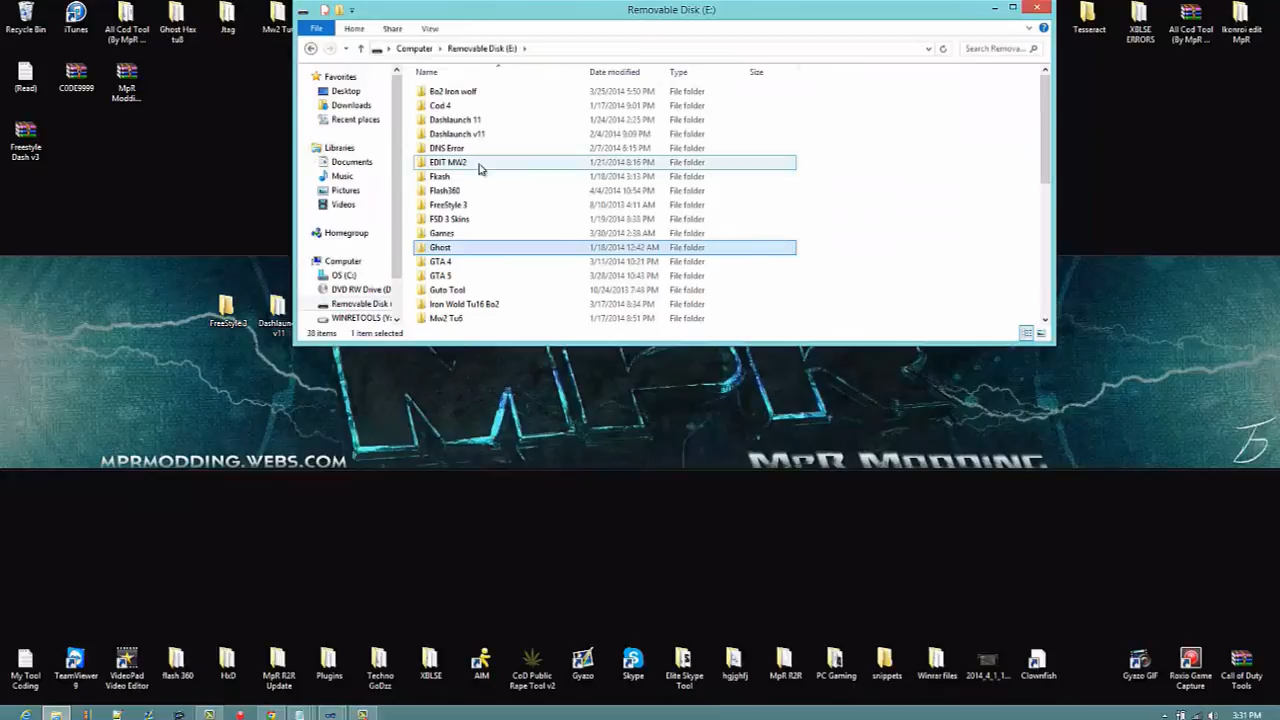 Removable Disk (E:)
File Home Share View
Computer Removable Disk (E:)
Search Remova...
Name Date modified Type Size
Favorites
Desktop
Downloads
Recent places
Libraries
Documents
Music
Pictures
Videos
Homegroup
Computer
OS (C:)
DVD RW Drive (D
Removable Disk
WINRETOOLS (Y:
Bo2 Iron wolf 3/25/2014 5:50 PM File folder
Cod 4 1/17/2014 9:01 PM File folder
Dashlaunch 11 1/24/2014 2:25 PM File folder
Dashlaunch v11 2/4/2014 9:09 PM File folder
DNS Error 2/7/2014 6:15 PM File folder
EDIT MW2 1/21/2014 8:16 PM File folder
Fkash 1/18/2014 3:13 PM File folder
Flash360 4/4/2014 10:54 PM File folder
FreeStyle 3 8/10/2013 4:11 AM File folder
FSD 3 Skins 1/19/2014 8:38 PM File folder
Games 3/30/2014 2:38 AM File folder
Ghost 1/18/2014 12:42 AM File folder
GTA 4 3/11/2014 10:21 PM File folder
GTA 5 3/28/2014 10:43 PM File folder
Guto Tool 10/24/2013 7:48 PM File folder
Iron Wold Tu16 Bo2 3/17/2014 8:34 PM File folder
Mw2 Tu6 1/17/2014 8:51 PM File folder
38 items 1 item selected
Recycle Bin
iTunes
All Cod Tool (By MpR ...
Ghost Hax tu8
Jtag
Mw2 Tu
Tesseract
XBLSE ERRORS
All Cod Tool (By MpR ...
Ikonroi edit MpR
(Read)
C0DE9999
MpR Moddi...
Freestyle Dash v3
FreeStyle 3
Dashlaunch v11
MPR
MPRMODDING.WEBS.COM
MPR MODDING
My Tool Coding
TeamViewer 9
VideoPad Video Editor
flash 360
HxD
MpR R2R Update
Plugins
Techno GoDzz
XBLSE
AIM
CoD Public Rape Tool v2
Gyazo
Skype
Elite Skype Tool
hgjghfj
MpR R2R
PC Gaming
snippets
Winrar files
2014_4_1_1...
Clownfish
Gyazo GIF
Roxio Game Capture
Call of Duty Tools
3:31 PM